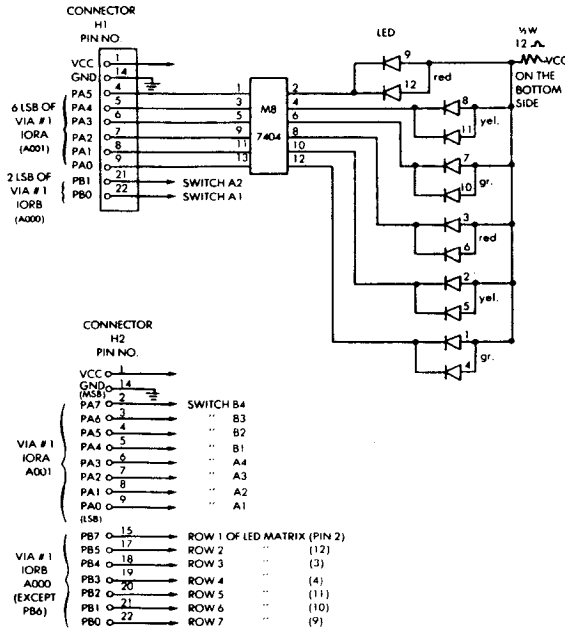 CONNECTOR
H1
PIN NO.
VCC 1
GND 14
PA5 4
PA4 5
PA3 6
PA2 7
PA1 8
PA0 9
PB1 21 SWITCH A2
PB0 22 SWITCH A1
6 LSB OF
VIA #1
IORA
(A001)
2 LSB OF
VIA #1
IORB
(A000)
1 2
3 4
5 6
9 8
11 10
13 12
M8
7404
LED
½W
12 Ω
VCC
ON THE
BOTTOM
SIDE
9
12 red
8
11 yel.
7
10 gr.
3
6 red
2
5 yel.
1
4 gr.
CONNECTOR
H2
PIN NO.
VCC 1
GND 14
(MSB)
PA7 2 SWITCH B4
PA6 3 " B3
PA5 4 " B2
PA4 5 " B1
PA3 6 " A4
PA2 7 " A3
PA1 8 " A2
PA0 9 " A1
(LSB)
VIA #1
IORA
A001
PB7 15 ROW 1 OF LED MATRIX (PIN 2)
PB5 17 ROW 2 " (12)
PB4 18 ROW 3 " (3)
PB3 19 ROW 4 " (4)
PB2 20 ROW 5 " (11)
PB1 21 ROW 6 " (10)
PB0 22 ROW 7 " (9)
VIA #1
IORB
A000
(EXCEPT
PB6)